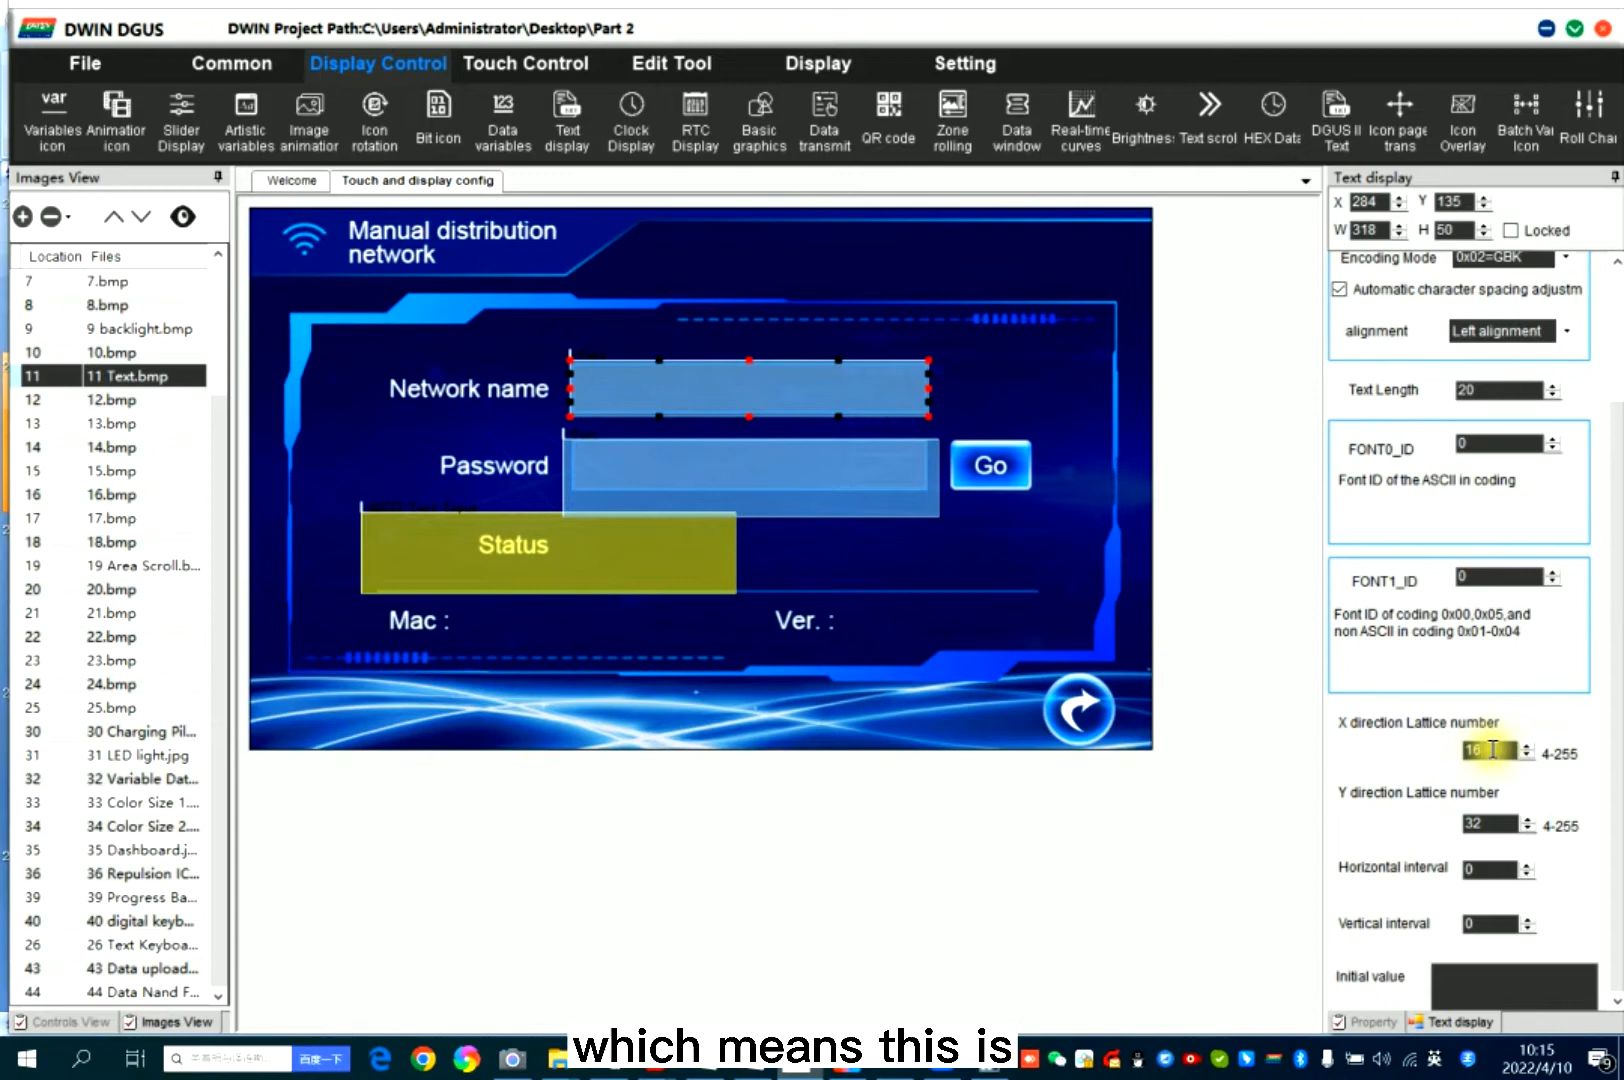 DWIN DGUS
DWIN Project Path:C:\Users\Administrator\Desktop\Part 2
File
Common
Display Control
Touch Control
Edit Tool
Display
Setting
Variables icon
Animation icon
Slider Display
Artistic variables
Image animation
Icon rotation
Bit icon
Data variables
Text display
Clock Display
RTC Display
Basic graphics
Data transmit
QR code
Zone rolling
Data window
Real-time curves
Brightnes
Text scrol
HEX Data
DGUS II Text
Icon page trans
Icon Overlay
Batch Var Icon
Roll Char
Images View
Welcome
Touch and display config
Text display
X 284 Y 135
W 318 H 50 Locked
Location Files
7 7.bmp
8 8.bmp
9 9 backlight.bmp
10 10.bmp
11 11 Text.bmp
12 12.bmp
13 13.bmp
14 14.bmp
15 15.bmp
16 16.bmp
17 17.bmp
18 18.bmp
19 19 Area Scroll.b...
20 20.bmp
21 21.bmp
22 22.bmp
23 23.bmp
24 24.bmp
25 25.bmp
30 30 Charging Pil...
31 31 LED light.jpg
32 32 Variable Dat...
33 33 Color Size 1....
34 34 Color Size 2....
35 35 Dashboard.j...
36 36 Repulsion IC...
39 39 Progress Ba...
40 40 digital keyb...
26 26 Text Keyboa...
43 43 Data upload...
44 44 Data Nand F...
Controls View
Images View
Manual distribution
network
Network name
Password
Go
Status
Mac :
Ver. :
Encoding Mode 0x02=GBK
Automatic character spacing adjustm
alignment Left alignment
Text Length 20
FONT0_ID 0
Font ID of the ASCII in coding
FONT1_ID 0
Font ID of coding 0x00,0x05,and
non ASCII in coding 0x01-0x04
X direction Lattice number
16 4-255
Y direction Lattice number
32 4-255
Horizontal interval 0
Vertical interval 0
Initial value
Property
Text display
which means this is
百度一下
英
10:15
2022/4/10
9